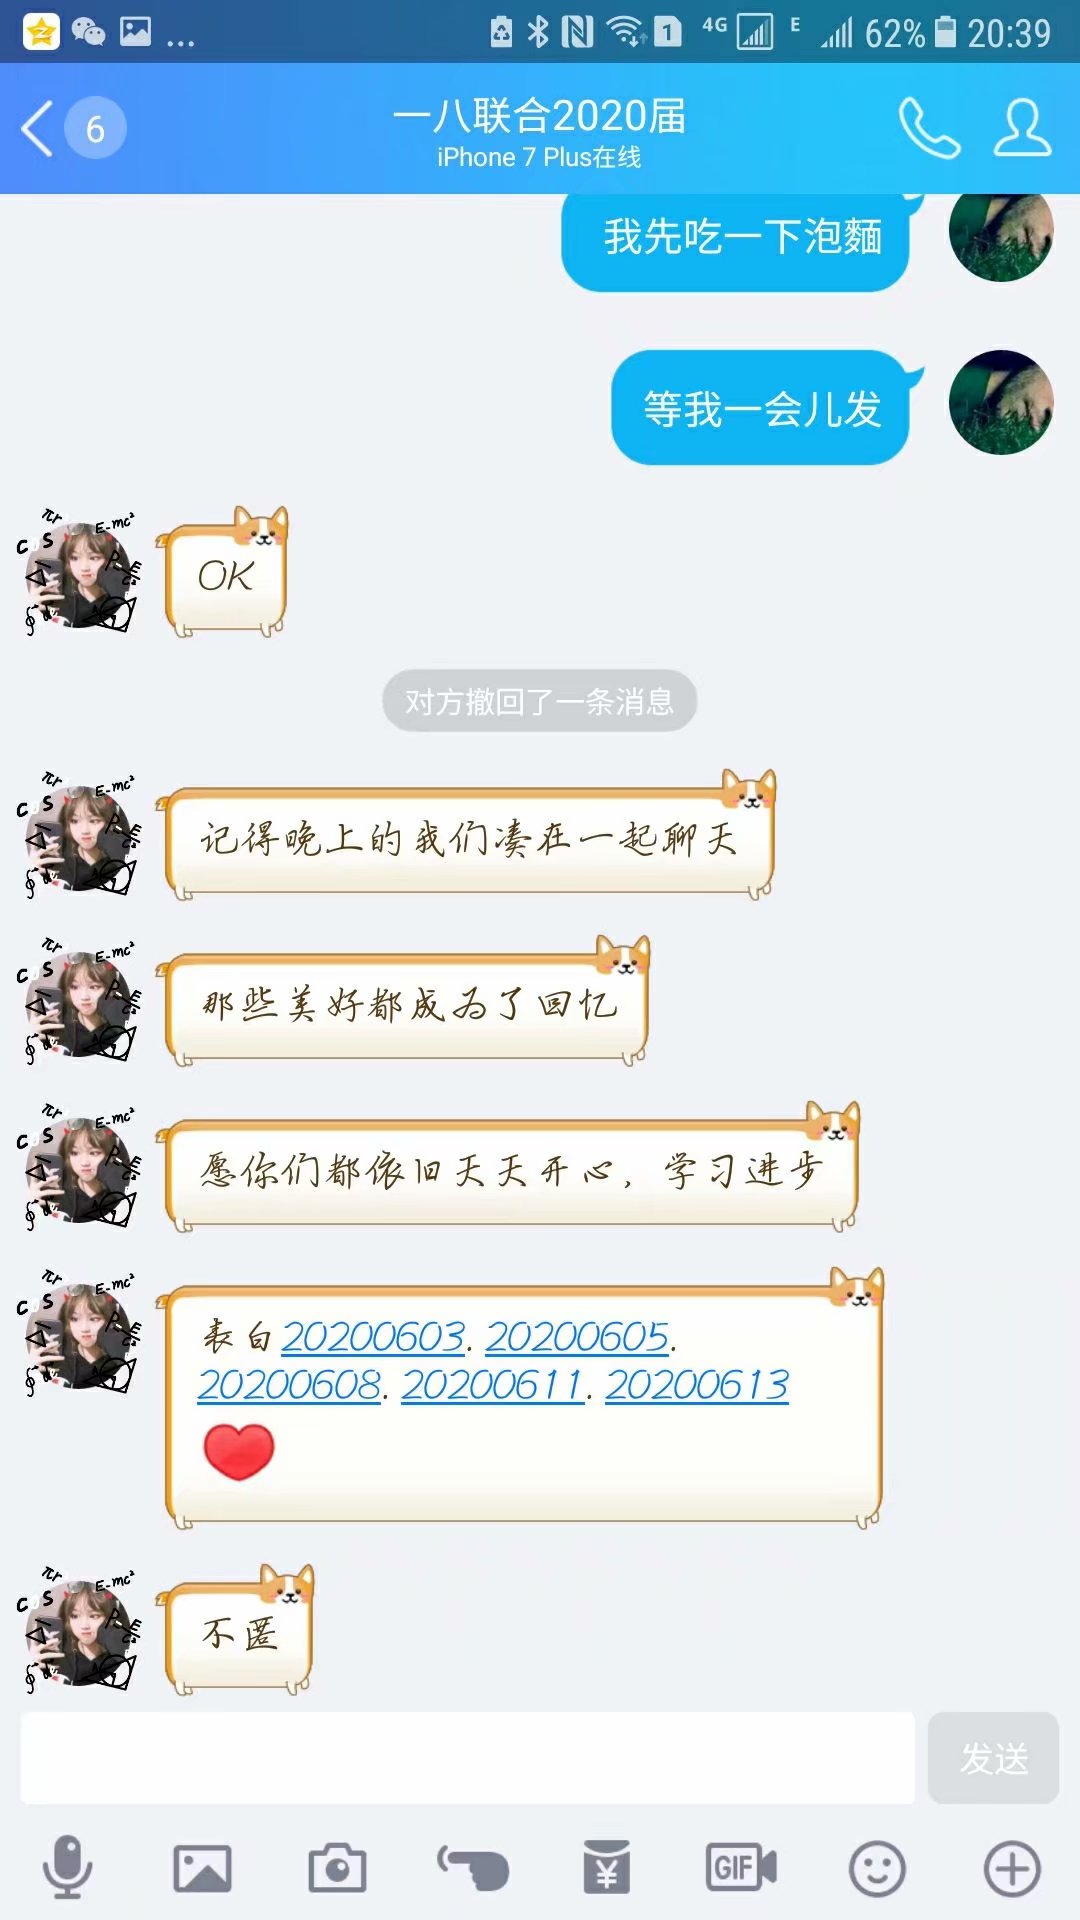 ... 1 4G E 62% 20:39
6
一八联合2020届
iPhone 7 Plus在线
我先吃一下泡麵
等我一会儿发
OK
对方撤回了一条消息
记得晚上的我们凑在一起聊天
那些美好都成为了回忆
愿你们都依旧天天开心，学习进步
表白20200603. 20200605.
20200608. 20200611. 20200613
不匿
发送
GIF